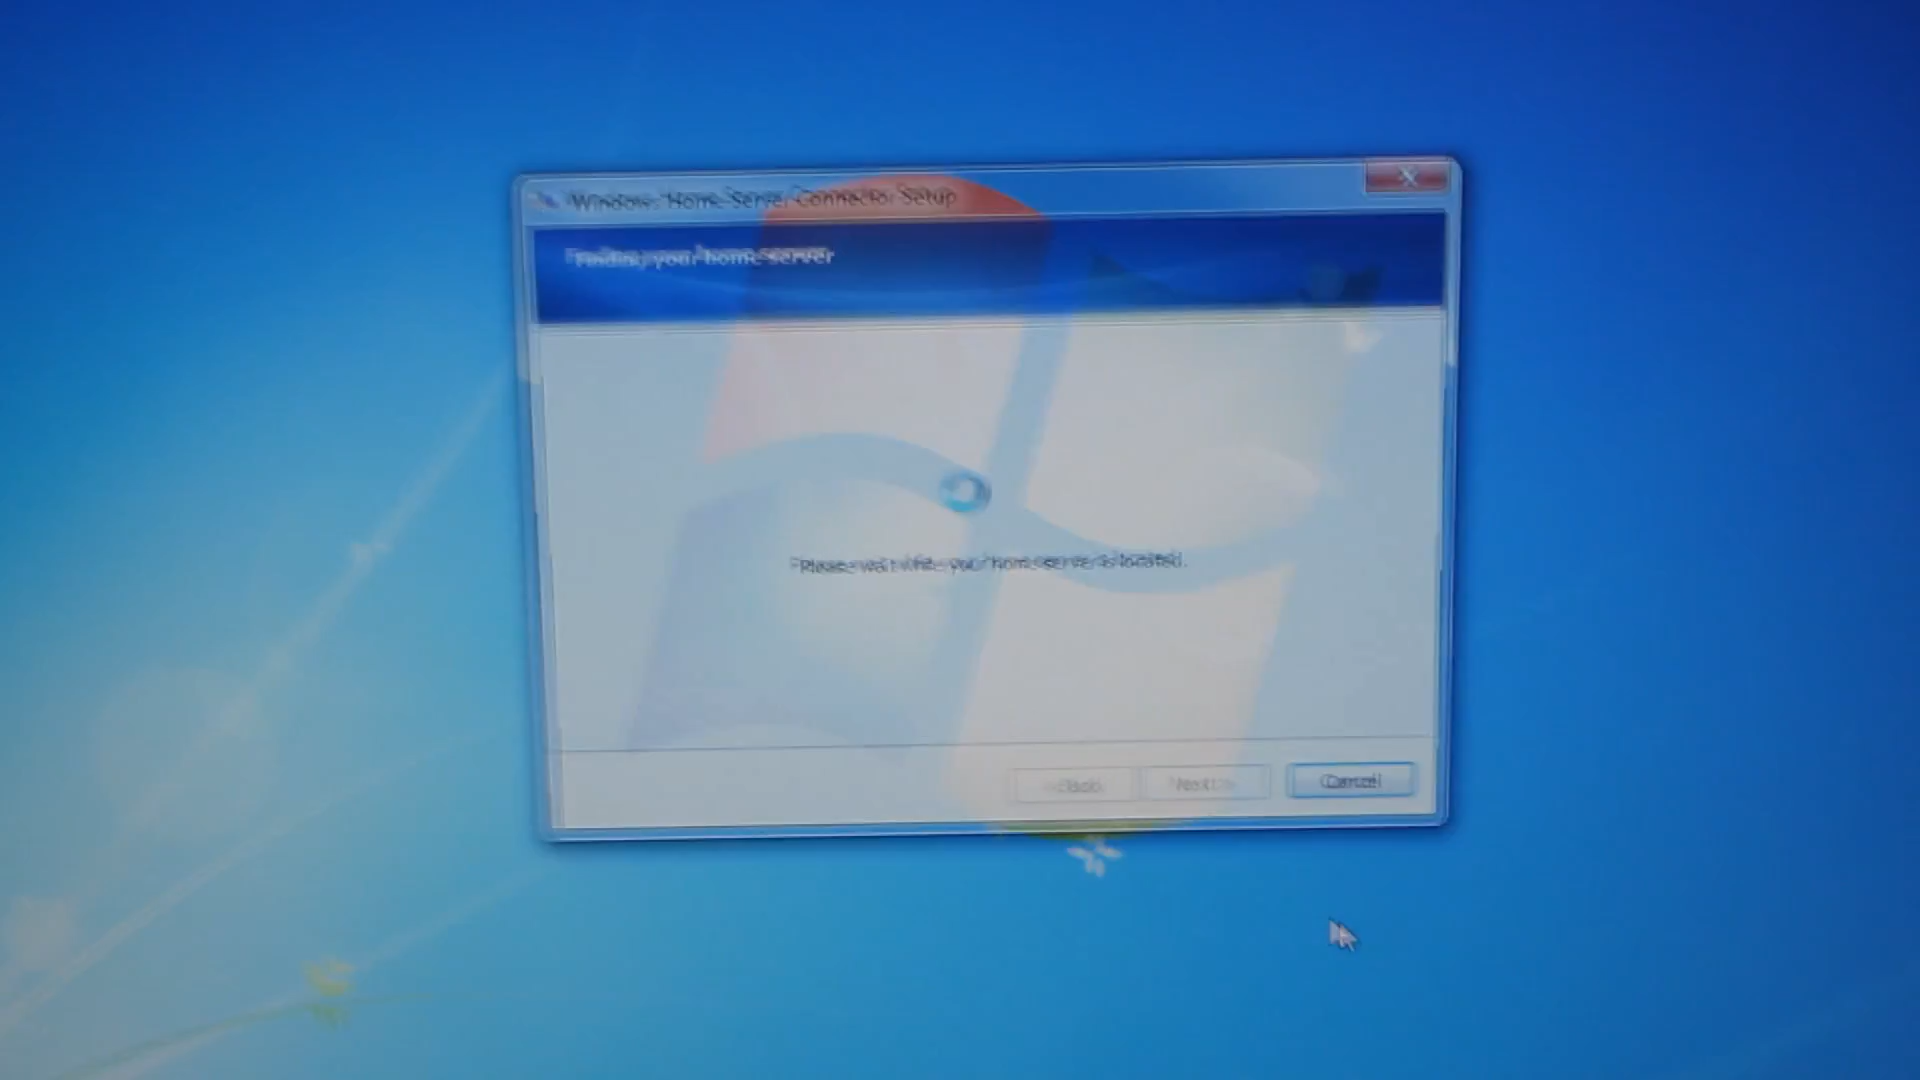 Windows Home Server Connector Setup
Finding your home server
Please wait while your home server is located.
< Back
Next >
Cancel